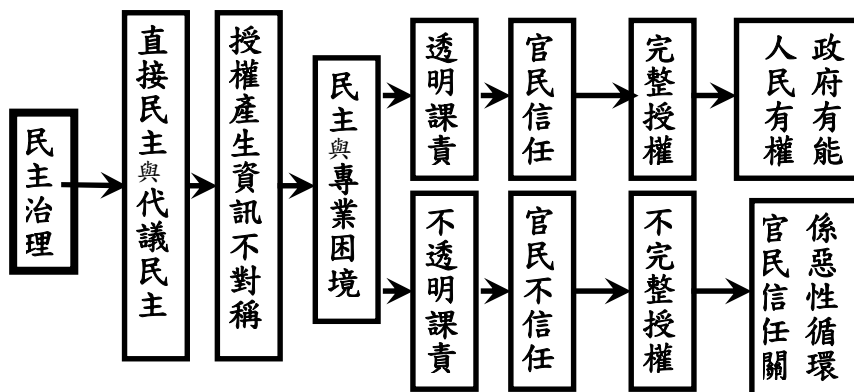 民主治理
直接民主與代議民主
授權產生資訊不對稱
民主與專業困境
透明課責
官民信任
完整授權
人民有權
政府有能
不透明課責
官民不信任
不完整授權
官民信任關
係惡性循環